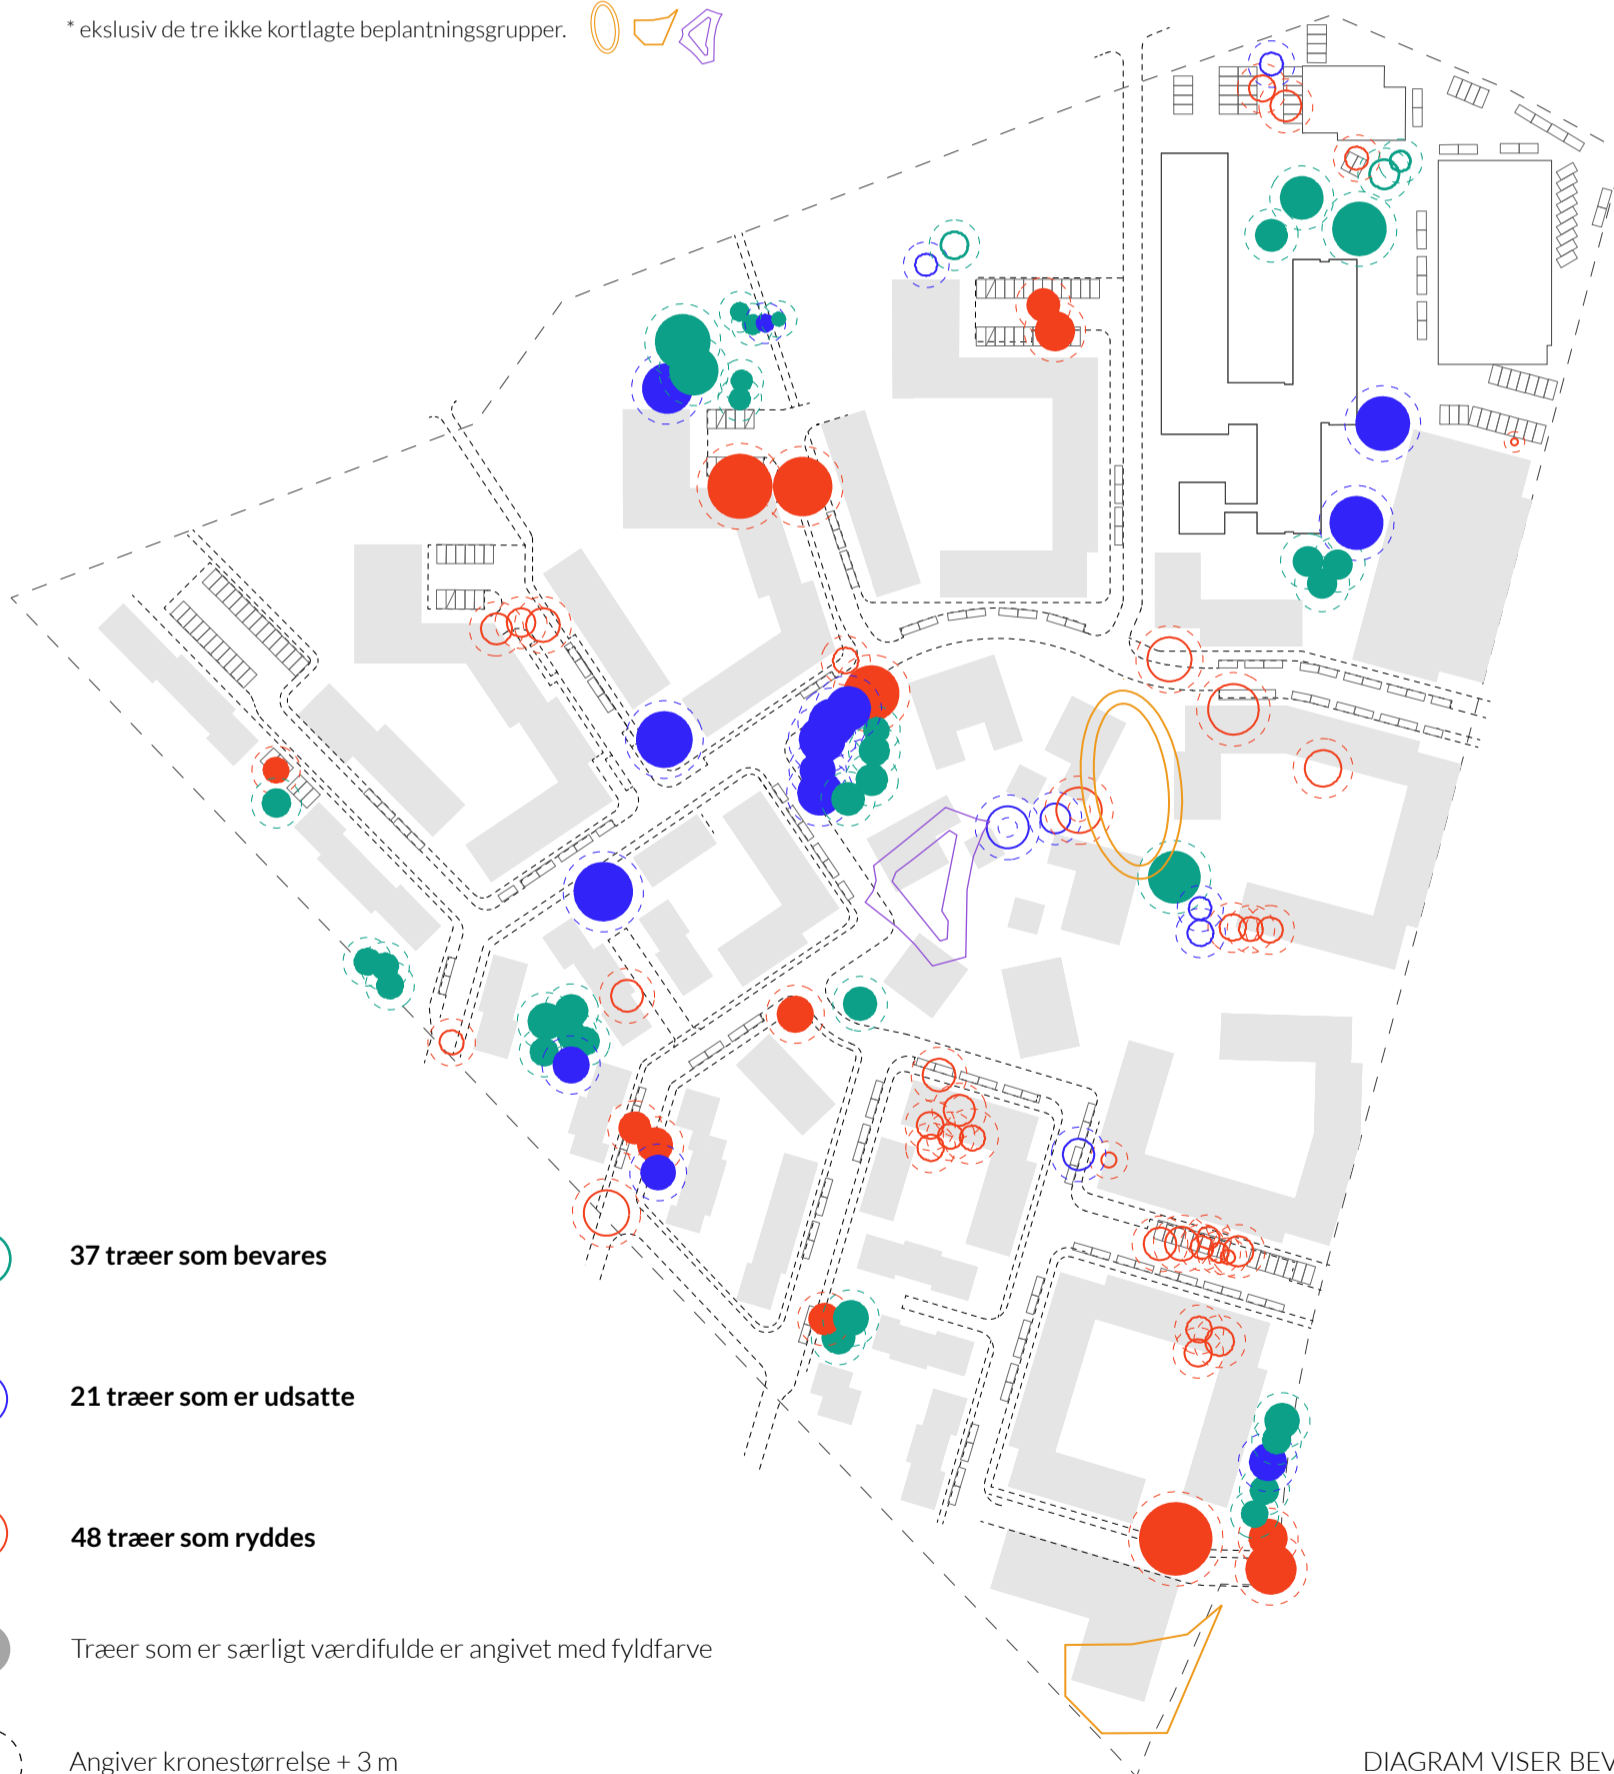 * ekslusiv de tre ikke kortlagte beplantningsgrupper.
37 træer som bevares
21 træer som er udsatte
48 træer som ryddes
Træer som er særligt værdifulde er angivet med fyldfarve
Angiver kronestørrelse + 3 m
DIAGRAM VISER BEV